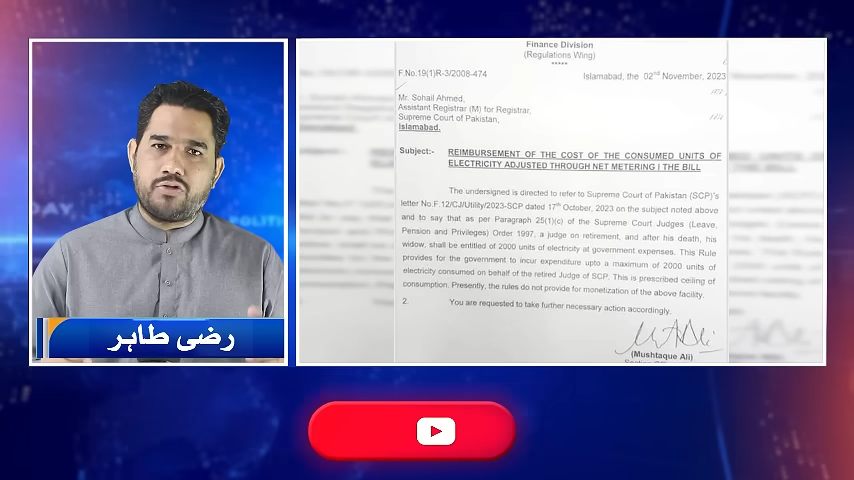 رضی طاہر
Finance Division
(Regulations Wing)
*****
F.No.19(1)R-3/2008-474
Islamabad, the 02nd November, 2023
Mr. Sohail Ahmed,
Assistant Registrar (M) for Registrar,
Supreme Court of Pakistan,
Islamabad.
Subject:- REIMBURSEMENT OF THE COST OF THE CONSUMED UNITS OF
ELECTRICITY ADJUSTED THROUGH NET METERING I THE BILL
The undersigned is directed to refer to Supreme Court of Pakistan (SCP)'s
letter No.F.12/CJ/Utility/2023-SCP dated 17th October, 2023 on the subject noted above
and to say that as per Paragraph 25(1)(c) of the Supreme Court Judges (Leave,
Pension and Privileges) Order 1997, a judge on retirement, and after his death, his
widow, shall be entitled of 2000 units of electricity at government expenses. This Rule
provides for the government to incur expenditure upto a maximum of 2000 units of
electricity consumed on behalf of the retired Judge of SCP. This is prescribed ceiling of
consumption. Presently, the rules do not provide for monetization of the above facility.
2. You are requested to take further necessary action accordingly.
(Mushtaque Ali)